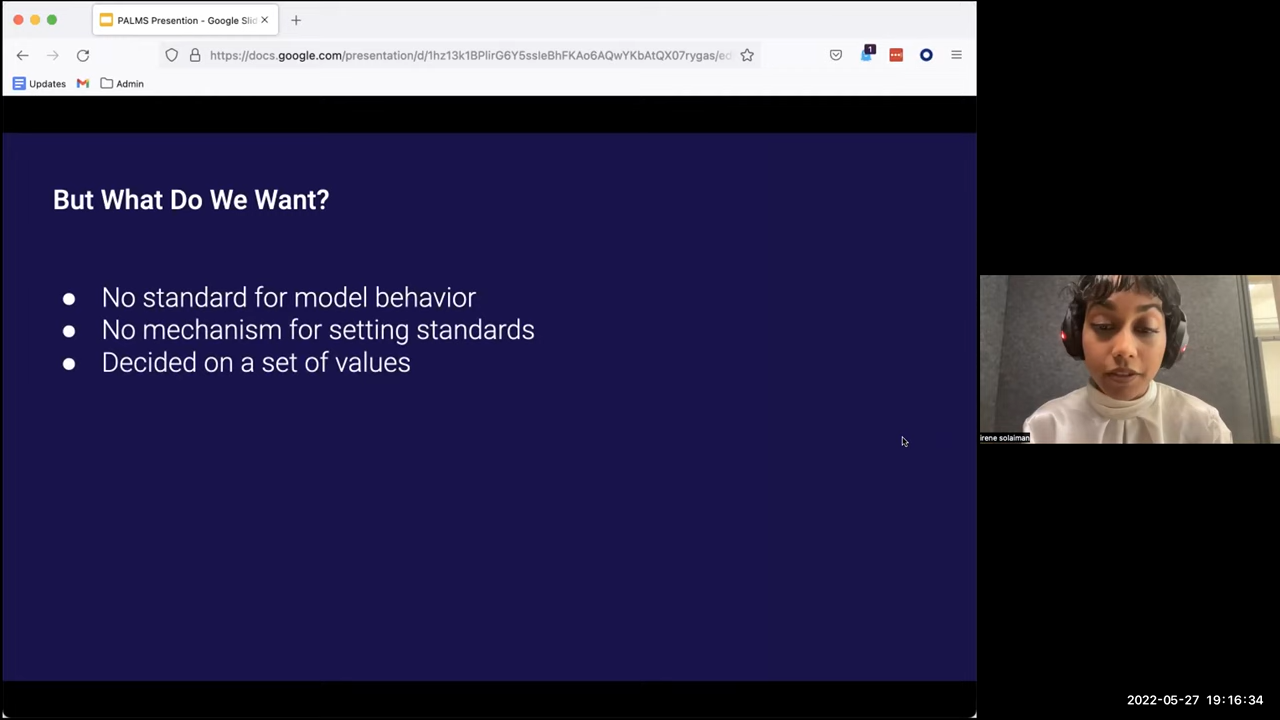 PALMS Presention - Google Slid
https://docs.google.com/presentation/d/1hz13k1BPlirG6Y5ssleBhFKAo6AQwYKbAtQX07rygas/ed
1
Updates
Admin
But What Do We Want?
● No standard for model behavior
● No mechanism for setting standards
● Decided on a set of values
irene solaiman
2022-05-27 19:16:34